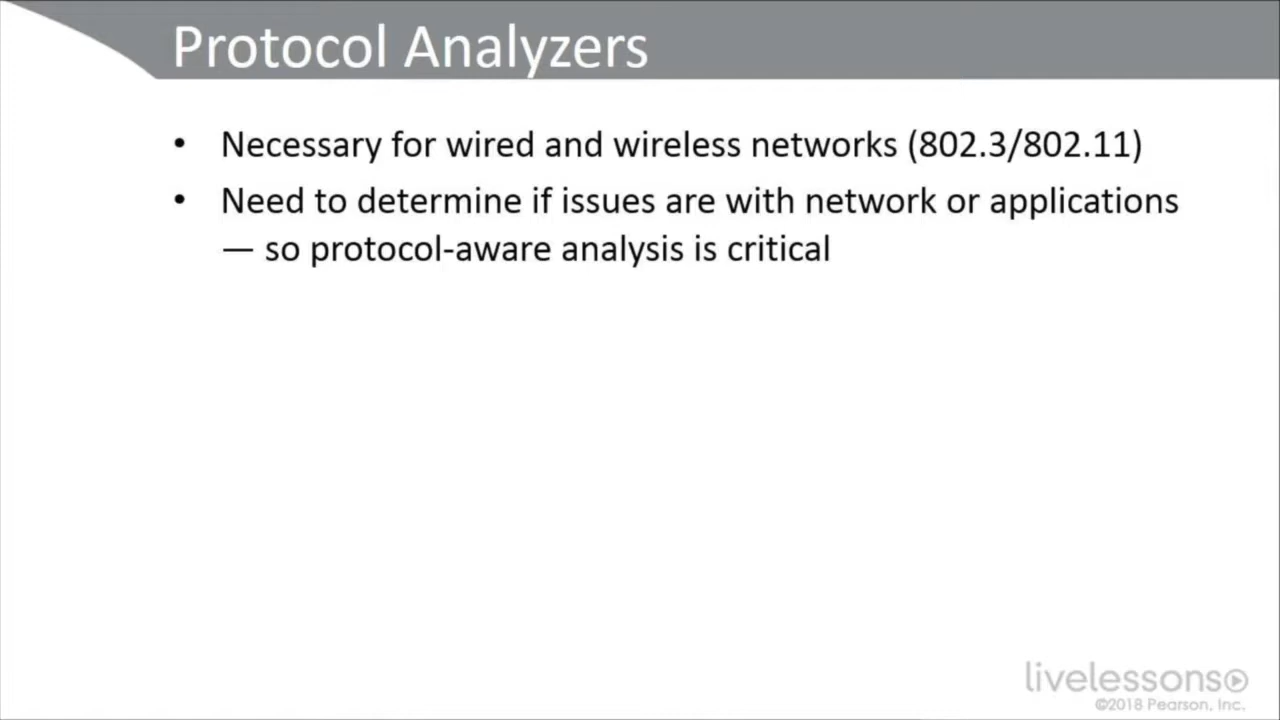 Protocol Analyzers
• Necessary for wired and wireless networks (802.3/802.11)
• Need to determine if issues are with network or applications
— so protocol-aware analysis is critical
livelessons
©2018 Pearson, Inc.